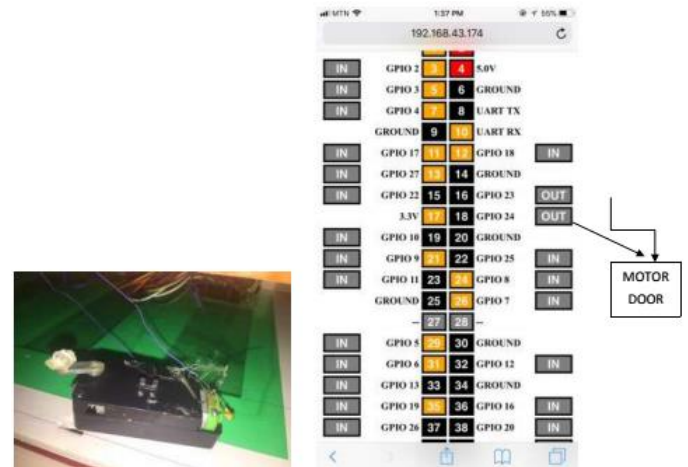 MTN 1:37 PM 55%
192.168.43.174
IN GPIO 2 3 4 5.0V
IN GPIO 3 5 6 GROUND
IN GPIO 4 7 8 UART TX
GROUND 9 10 UART RX
IN GPIO 17 11 12 GPIO 18 IN
IN GPIO 27 13 14 GROUND
IN GPIO 22 15 16 GPIO 23 OUT
3.3V 17 18 GPIO 24 OUT
IN GPIO 10 19 20 GROUND
IN GPIO 9 21 22 GPIO 25 IN
IN GPIO 11 23 24 GPIO 8 IN
GROUND 25 26 GPIO 7 IN
-- 27 28 --
IN GPIO 5 29 30 GROUND
IN GPIO 6 31 32 GPIO 12 IN
IN GPIO 13 33 34 GROUND
IN GPIO 19 35 36 GPIO 16 IN
IN GPIO 26 37 38 GPIO 20 IN
MOTOR
DOOR